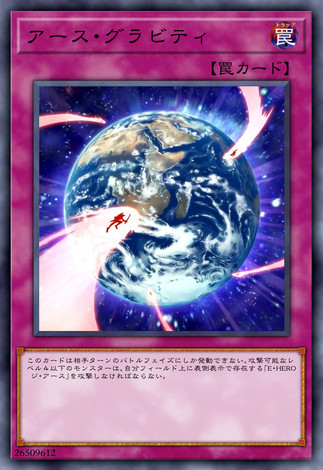 アース・グラビティ
トラップ
罠
【罠カード】
このカードは相手ターンのバトルフェイズにしか発動できない。攻撃可能なレ
ベル４以下のモンスターは、自分フィールド上に表側表示で存在する「E・HERO
ジ・アース」を攻撃しなければならない。
26509612